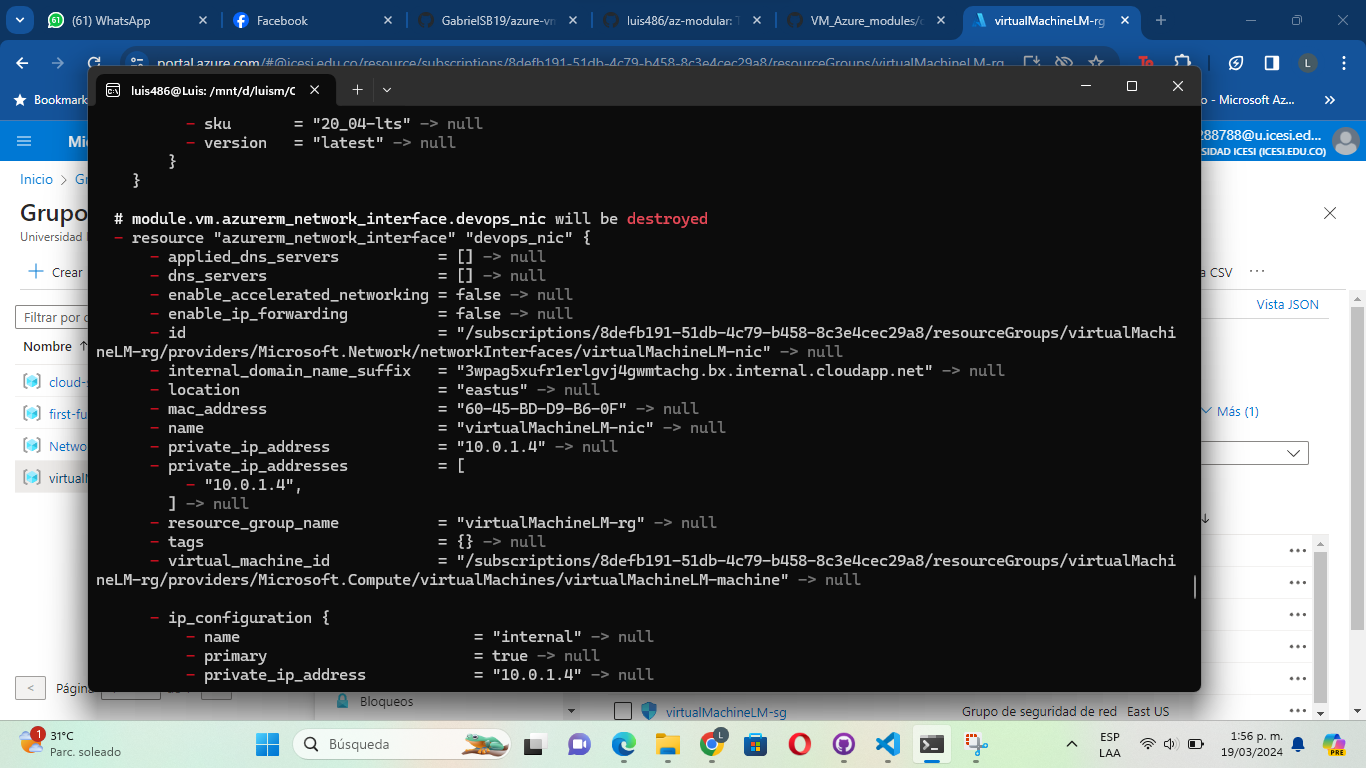 (61) WhatsApp
Facebook
GabrielSB19/azure-vm
luis486/az-modular: T
VM_Azure_modules/c
virtualMachineLM-rg
portal.azure.com/#@icesi.edu.co/resource/subscriptions/8defb191-51db-4c79-b458-8c3e4cec29a8/resourceGroups/virtualMachineLM-rg
L
luis486@Luis: /mnt/d/luism/C
Bookmark
o - Microsoft Az...
Mi
288788@u.icesi.ed...
SIDAD ICESI (ICESI.EDU.CO)
Inicio > Gr
Grupo
Universidad
Crear
a CSV
Vista JSON
Filtrar por c
Nombre ↑
cloud-s
first-fu
Netwo
virtualM
Más (1)
- sku = "20_04-lts" -> null
- version = "latest" -> null
}
}
# module.vm.azurerm_network_interface.devops_nic will be destroyed
- resource "azurerm_network_interface" "devops_nic" {
- applied_dns_servers = [] -> null
- dns_servers = [] -> null
- enable_accelerated_networking = false -> null
- enable_ip_forwarding = false -> null
- id = "/subscriptions/8defb191-51db-4c79-b458-8c3e4cec29a8/resourceGroups/virtualMachi
neLM-rg/providers/Microsoft.Network/networkInterfaces/virtualMachineLM-nic" -> null
- internal_domain_name_suffix = "3wpag5xufr1erlgvj4gwmtachg.bx.internal.cloudapp.net" -> null
- location = "eastus" -> null
- mac_address = "60-45-BD-D9-B6-0F" -> null
- name = "virtualMachineLM-nic" -> null
- private_ip_address = "10.0.1.4" -> null
- private_ip_addresses = [
- "10.0.1.4",
] -> null
- resource_group_name = "virtualMachineLM-rg" -> null
- tags = {} -> null
- virtual_machine_id = "/subscriptions/8defb191-51db-4c79-b458-8c3e4cec29a8/resourceGroups/virtualMachi
neLM-rg/providers/Microsoft.Compute/virtualMachines/virtualMachineLM-machine" -> null
- ip_configuration {
- name = "internal" -> null
- primary = true -> null
- private_ip_address = "10.0.1.4" -> null
< Página
Bloqueos
virtualMachineLM-sg Grupo de seguridad de red East US
1
31°C
Parc. soleado
Búsqueda
L
ESP
LAA
1:56 p. m.
19/03/2024
PRE